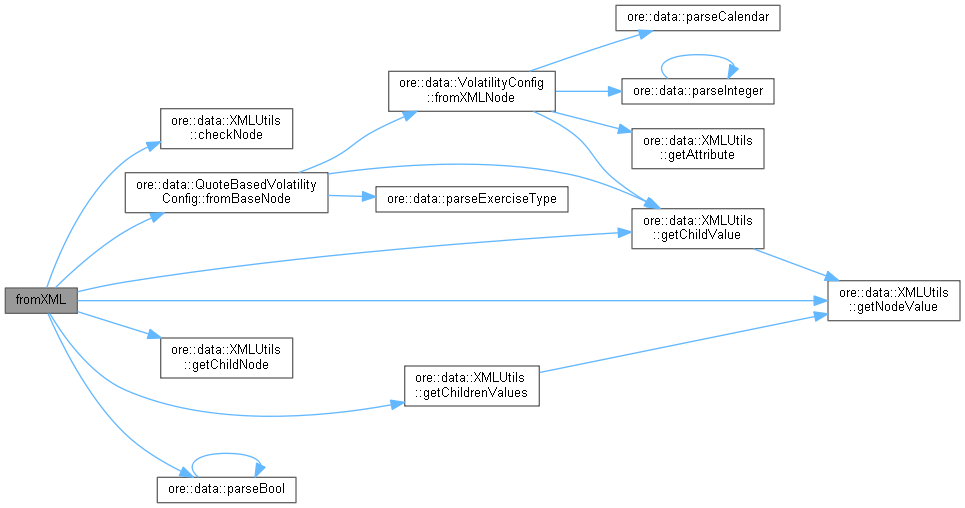 ore::data::parseCalendar
ore::data::VolatilityConfig
::fromXMLNode
ore::data::parseInteger
ore::data::XMLUtils
::checkNode
ore::data::XMLUtils
::getAttribute
ore::data::QuoteBasedVolatility
Config::fromBaseNode
ore::data::parseExerciseType
ore::data::XMLUtils
::getChildValue
fromXML
ore::data::XMLUtils
::getNodeValue
ore::data::XMLUtils
::getChildNode
ore::data::XMLUtils
::getChildrenValues
ore::data::parseBool